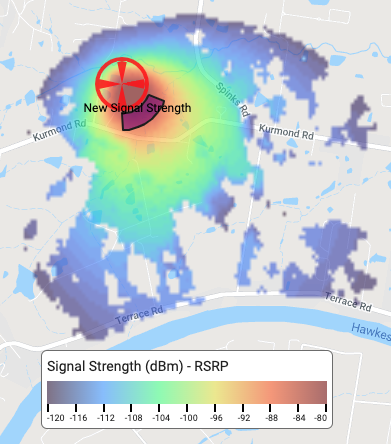 Spinks Rd
New Signal Strength
Kurmond Rd
Kurmond Rd
Terrace Rd
Terrace Rd
Hawkes
Signal Strength (dBm) - RSRP
-120 -116 -112 -108 -104 -100 -96 -92 -88 -84 -80